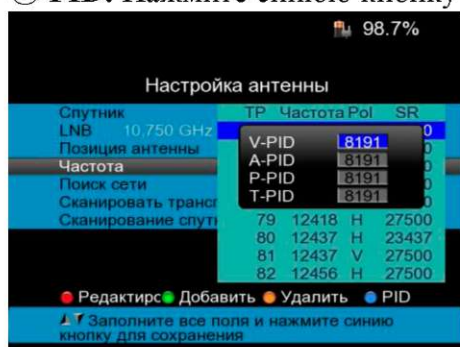 PID: Нажмите синюю кнопку
98.7%
Настройка антенны
Спутник
LNB 10,750 GHz
Позиция антенны
Частота
Поиск сети
Сканировать трансп
Сканирование спутн
TP Частота Pol SR
0
V-PID 8191
A-PID 8191
P-PID 8191
T-PID 8191
79 12418 H 27500
80 12437 H 23437
81 12437 V 27500
82 12456 H 27500
Редактирс Добавить Удалить PID
Заполните все поля и нажмите синю
кнопку для сохранения